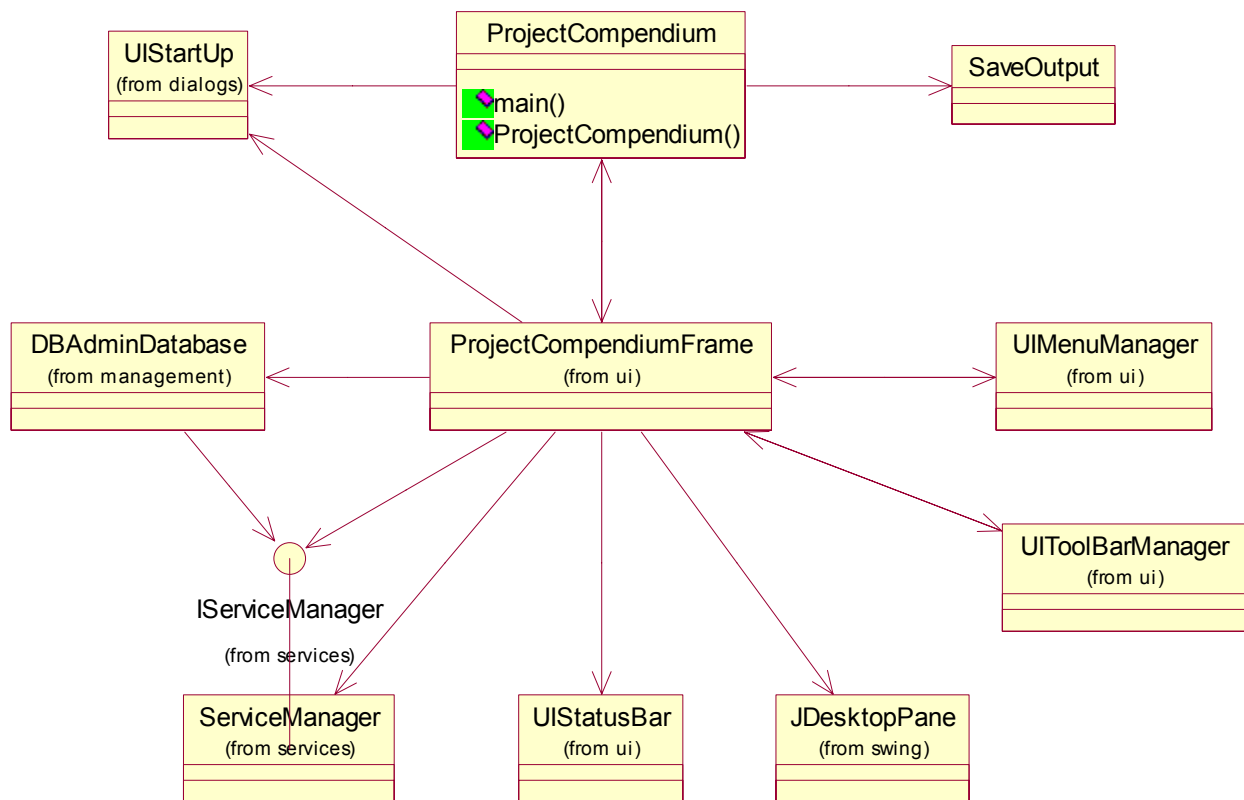 ProjectCompendium
main()
ProjectCompendium()
UIStartUp
(from dialogs)
SaveOutput
DBAdminDatabase
(from management)
ProjectCompendiumFrame
(from ui)
UIMenuManager
(from ui)
UIToolBarManager
(from ui)
IServiceManager
(from services)
ServiceManager
(from services)
UIStatusBar
(from ui)
JDesktopPane
(from swing)